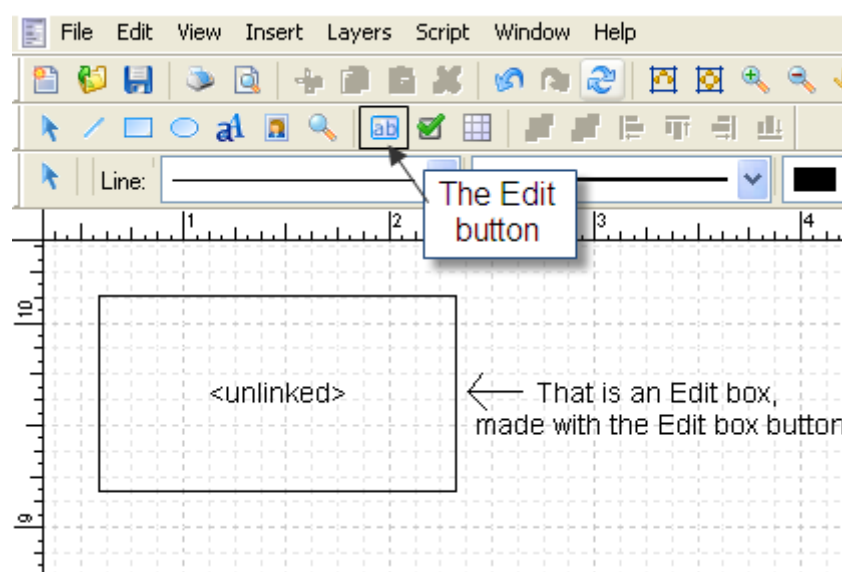 File Edit View Insert Layers Script Window Help
a
ab
Line:
The Edit
button
1 2 3 4
10
<unlinked>
That is an Edit box,
made with the Edit box button
9